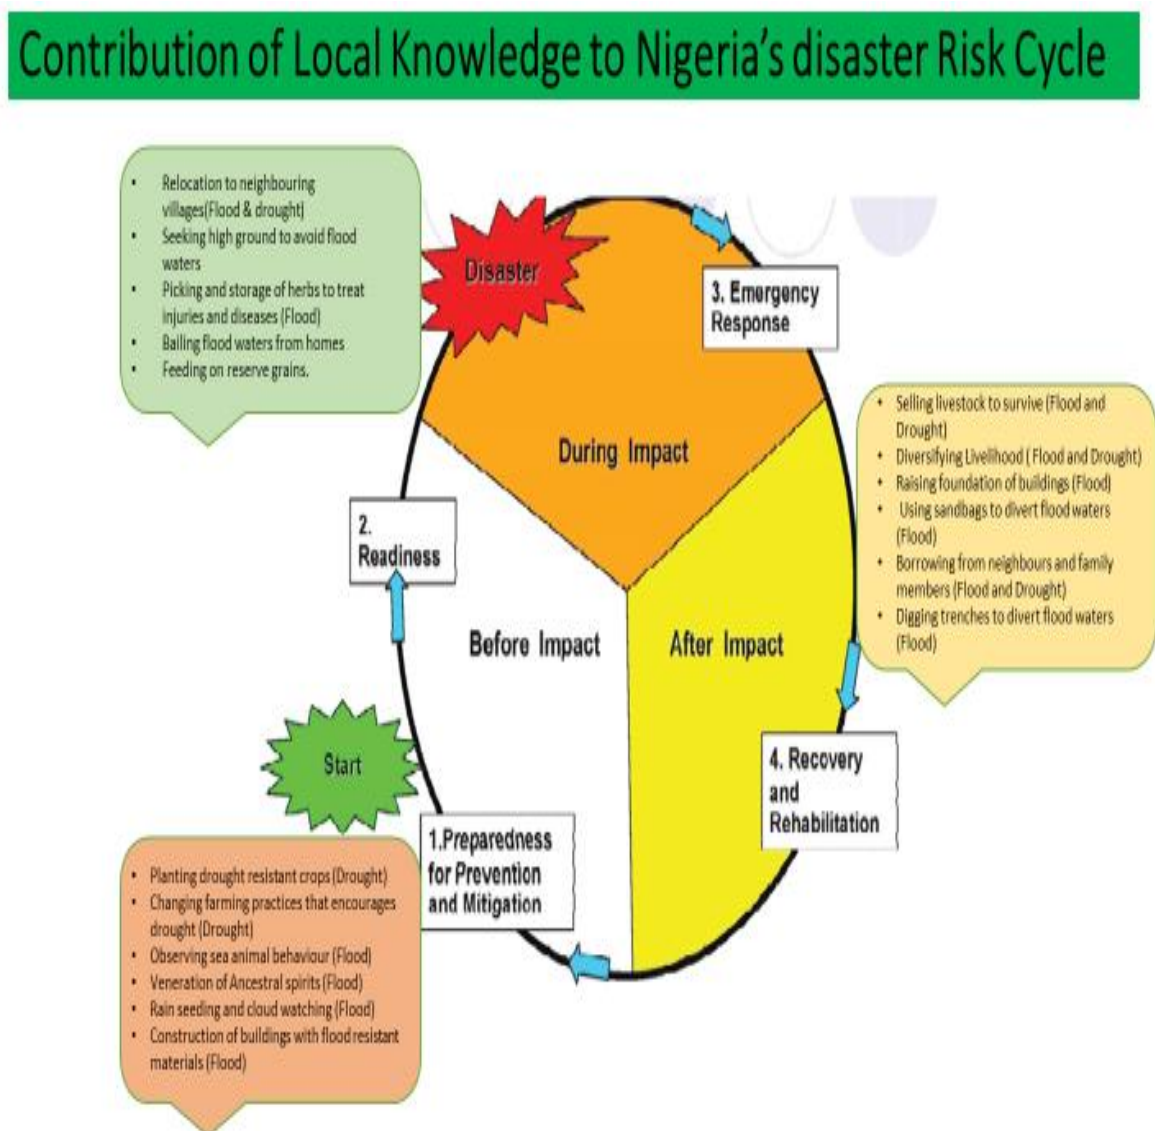 Contribution of Local Knowledge to Nigeria's disaster Risk Cycle
• Relocation to neighbouring
villages(Flood & drought)
• Seeking high ground to avoid flood
waters
• Picking and storage of herbs to treat
injuries and diseases (Flood)
• Bailing flood waters from homes
• Feeding on reserve grains.
Disaster
3. Emergency
Response
During Impact
• Selling livestock to survive (Flood and
Drought)
• Diversifying Livelihood ( Flood and Drought)
• Raising foundation of buildings (Flood)
• Using sandbags to divert flood waters
(Flood)
• Borrowing from neighbours and family
members (Flood and Drought)
• Digging trenches to divert flood waters
(Flood)
2.
Readiness
Before Impact
After Impact
Start
4. Recovery
and
Rehabilitation
1.Preparedness
for Prevention
and Mitigation
• Planting drought resistant crops (Drought)
• Changing farming practices that encourages
drought (Drought)
• Observing sea animal behaviour (Flood)
• Veneration of Ancestral spirits (Flood)
• Rain seeding and cloud watching (Flood)
• Construction of buildings with flood resistant
materials (Flood)